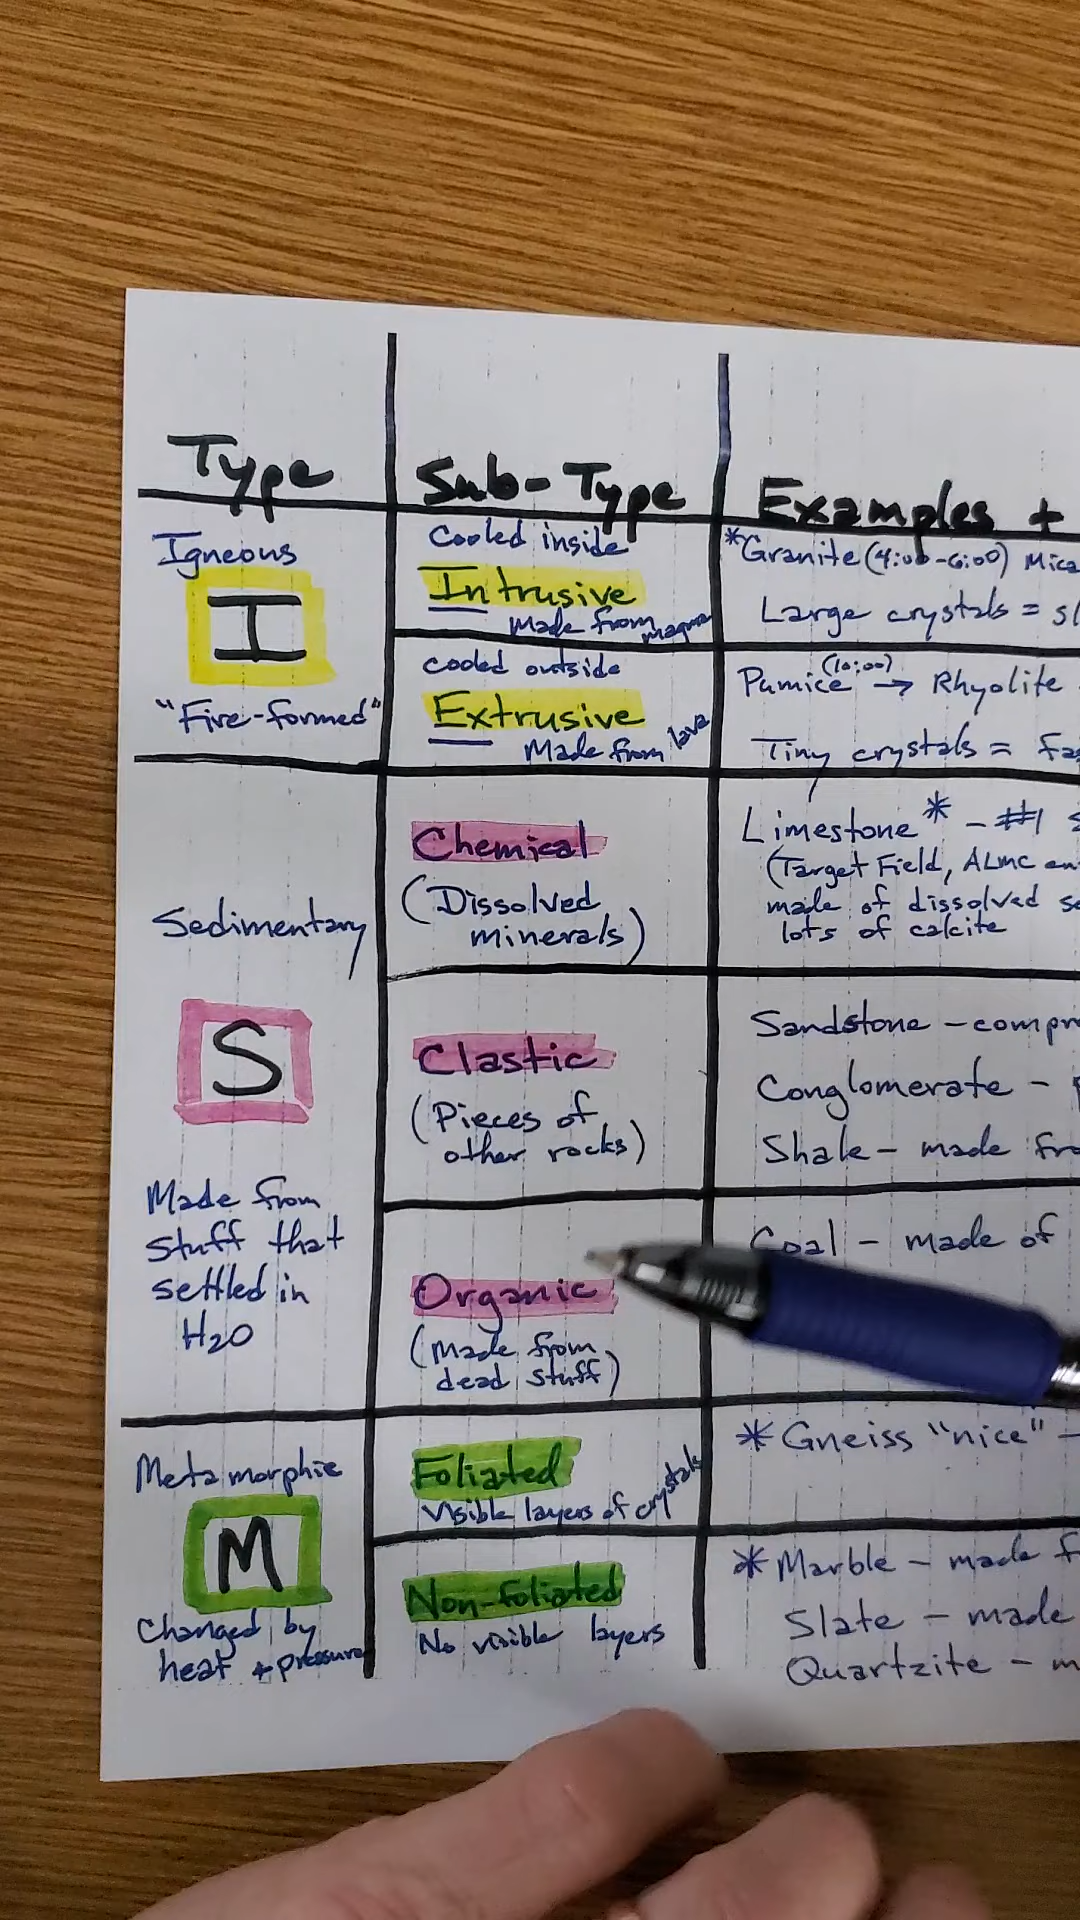 Type
Sub-Type
Examples +
Igneous
I
"Fire-formed"
Cooled inside
Intrusive
Made from magma
*Granite (4:00-6:00) Mica
Large crystals =
cooled outside
Extrusive
Made from lava
(10:00)
Pumice → Rhyolite
Tiny crystals =
Sedimentary
S
Made from
stuff that
settled in
H2O
Chemical
(Dissolved
minerals)
Limestone* - #1
(Target Field, ALMC
made of dissolved
lots of calcite
Clastic
(Pieces of
other rocks)
Sandstone -
Conglomerate -
Shale - made
Organic
(Made from
dead stuff)
Coal - made of
Metamorphic
M
Changed by
heat + pressure
Foliated
Visible layers of crystals
*Gneiss "nice" -
Non-foliated
No visible layers
*Marble - made
Slate - made
Quartzite -